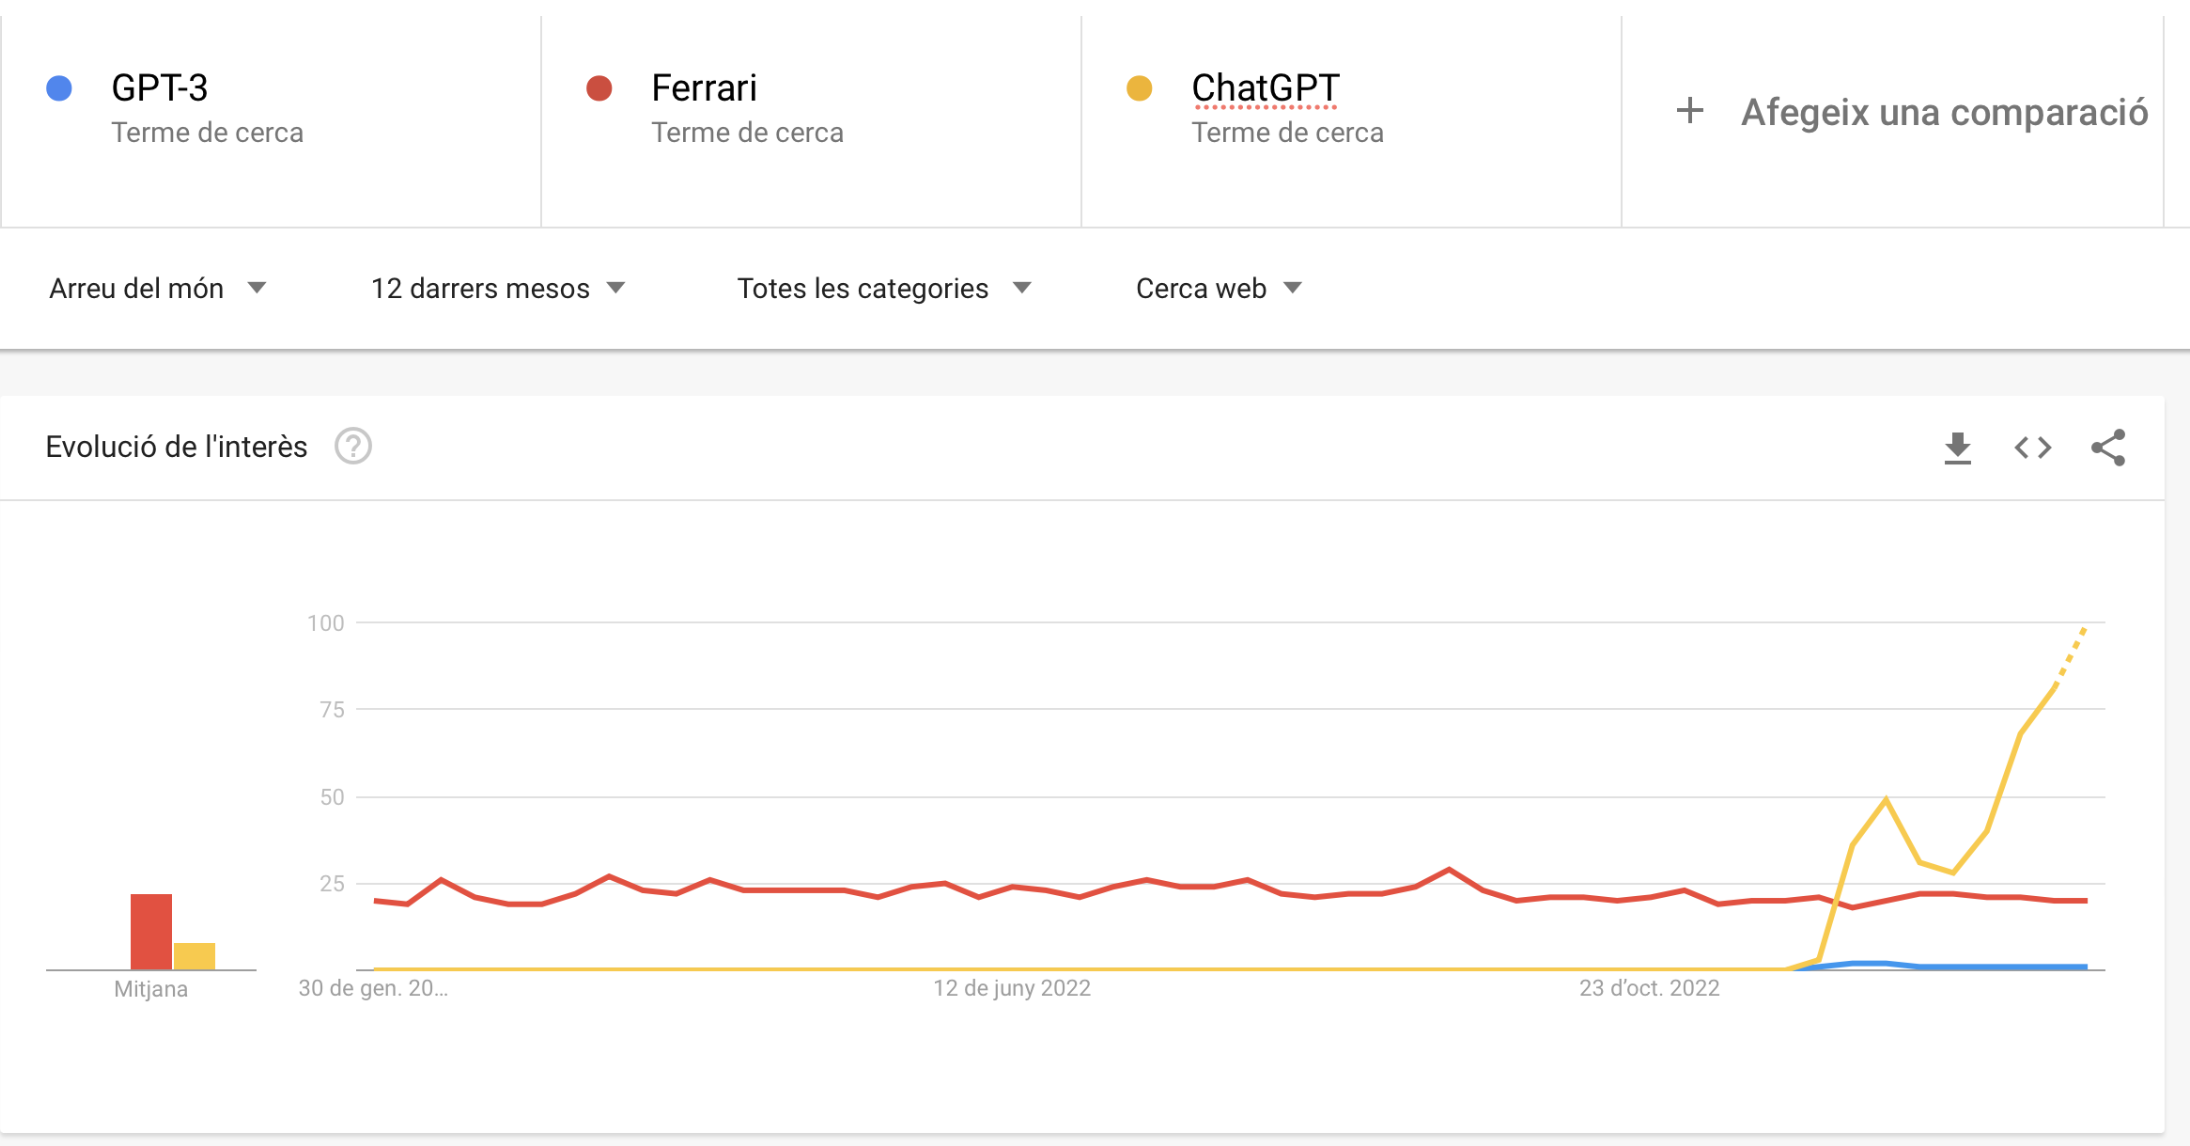 GPT-3
Terme de cerca
Ferrari
Terme de cerca
ChatGPT
Terme de cerca
+ Afegeix una comparació
Arreu del món
12 darrers mesos
Totes les categories
Cerca web
Evolució de l'interès ?
100
75
50
25
Mitjana
30 de gen. 20...
12 de juny 2022
23 d'oct. 2022